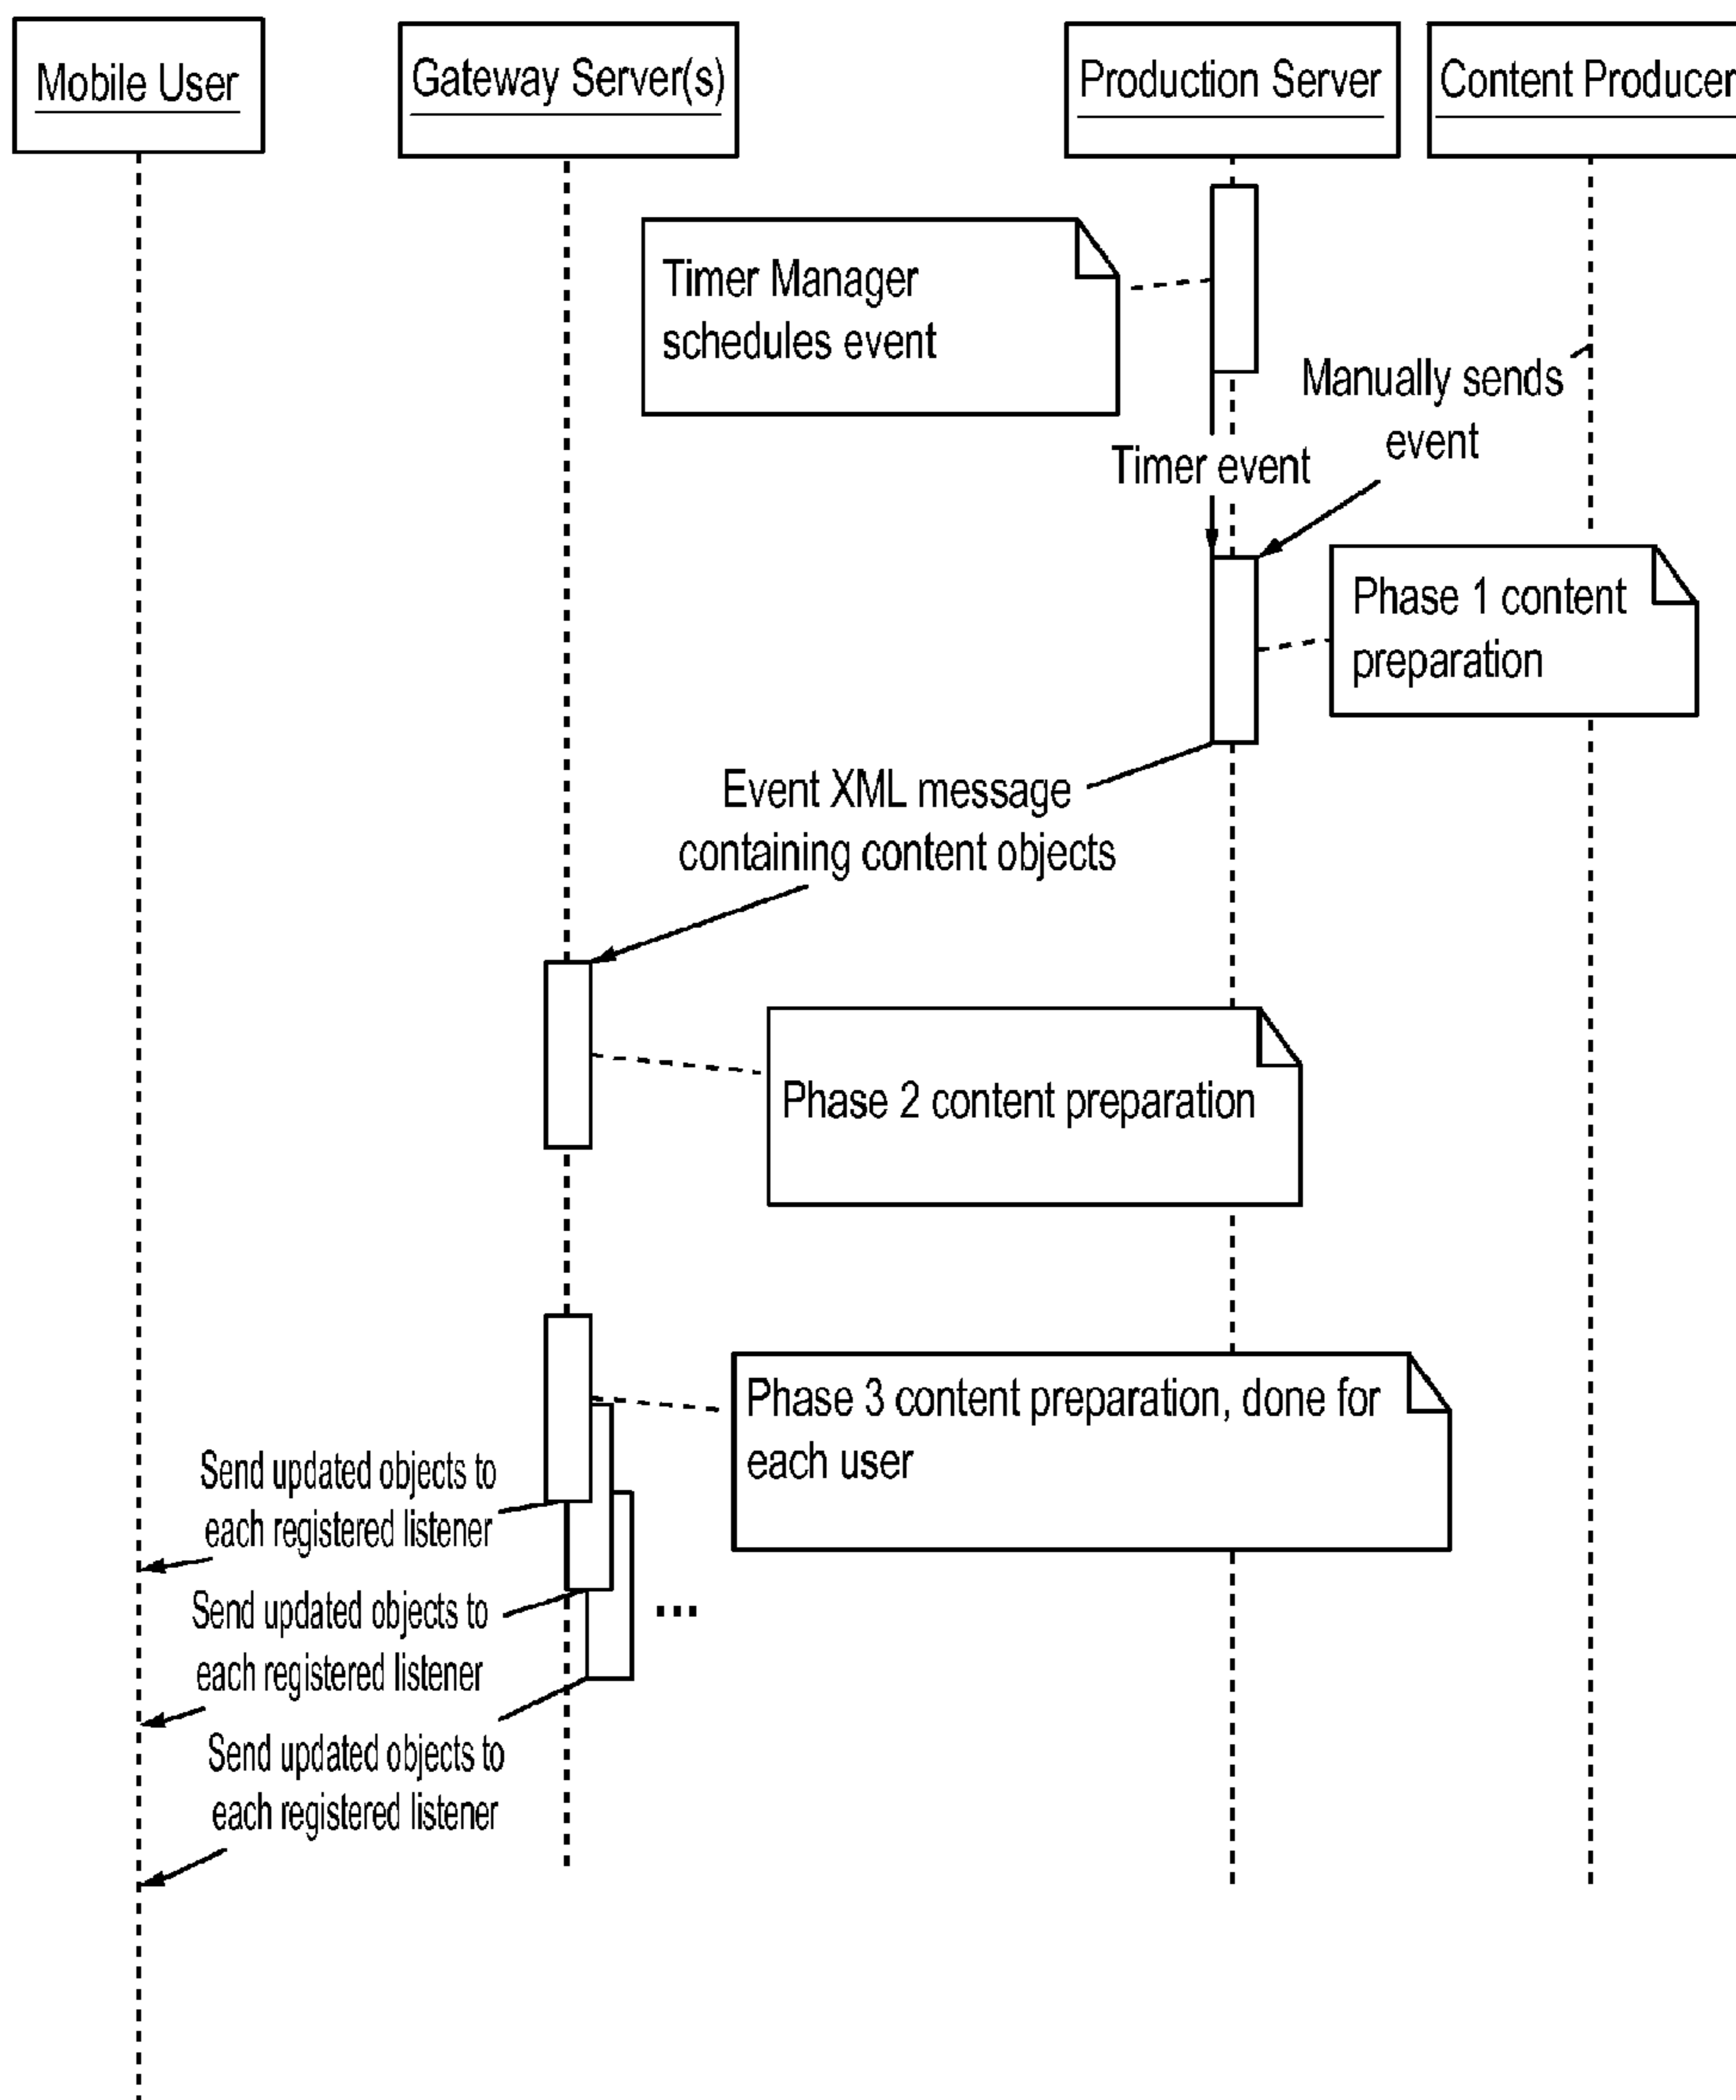 Mobile User
Gateway Server(s)
Production Server
Content Producer
Timer Manager
schedules event
Manually sends
event
Timer event
Phase 1 content
preparation
Event XML message
containing content objects
Phase 2 content preparation
Phase 3 content preparation, done for
each user
Send updated objects to
each registered listener
Send updated objects to
each registered listener
...
Send updated objects to
each registered listener